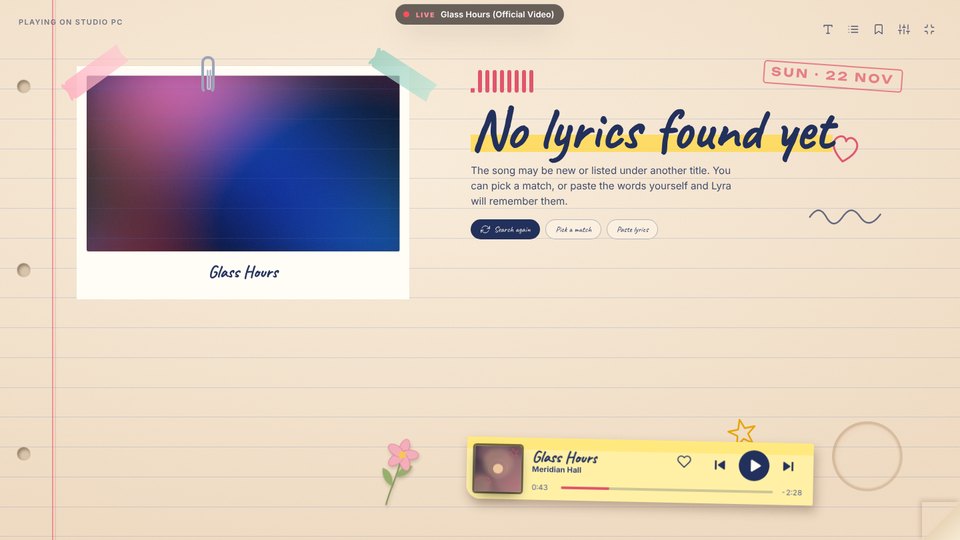 PLAYING ON STUDIO PC
LIVE Glass Hours (Official Video)
SUN · 22 NOV
Glass Hours
No lyrics found yet
The song may be new or listed under another title. You
can pick a match, or paste the words yourself and Lyra
will remember them.
Search again
Pick a match
Paste lyrics
Glass Hours
Meridian Hall
0:43
-2:28